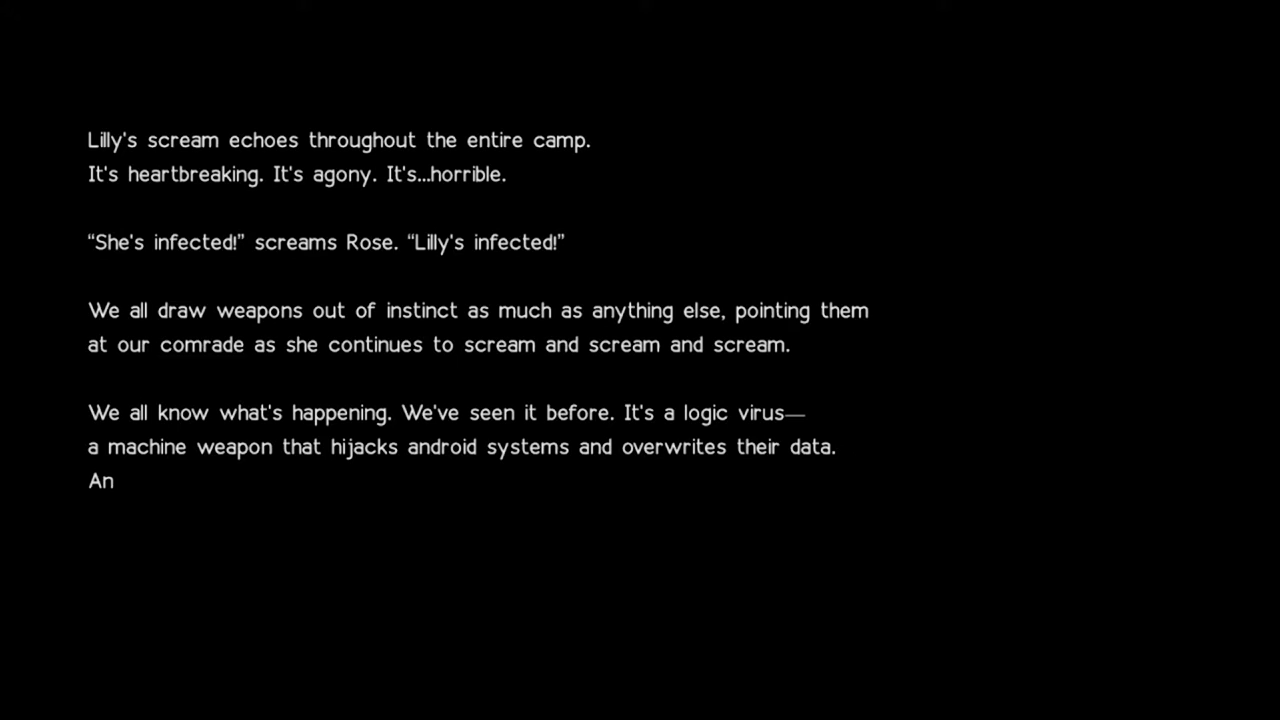 Lilly's scream echoes throughout the entire camp.
It's heartbreaking. It's agony. It's...horrible.
“She's infected!” screams Rose. “Lilly's infected!”
We all draw weapons out of instinct as much as anything else, pointing them
at our comrade as she continues to scream and scream and scream.
We all know what's happening. We've seen it before. It's a logic virus—
a machine weapon that hijacks android systems and overwrites their data.
An